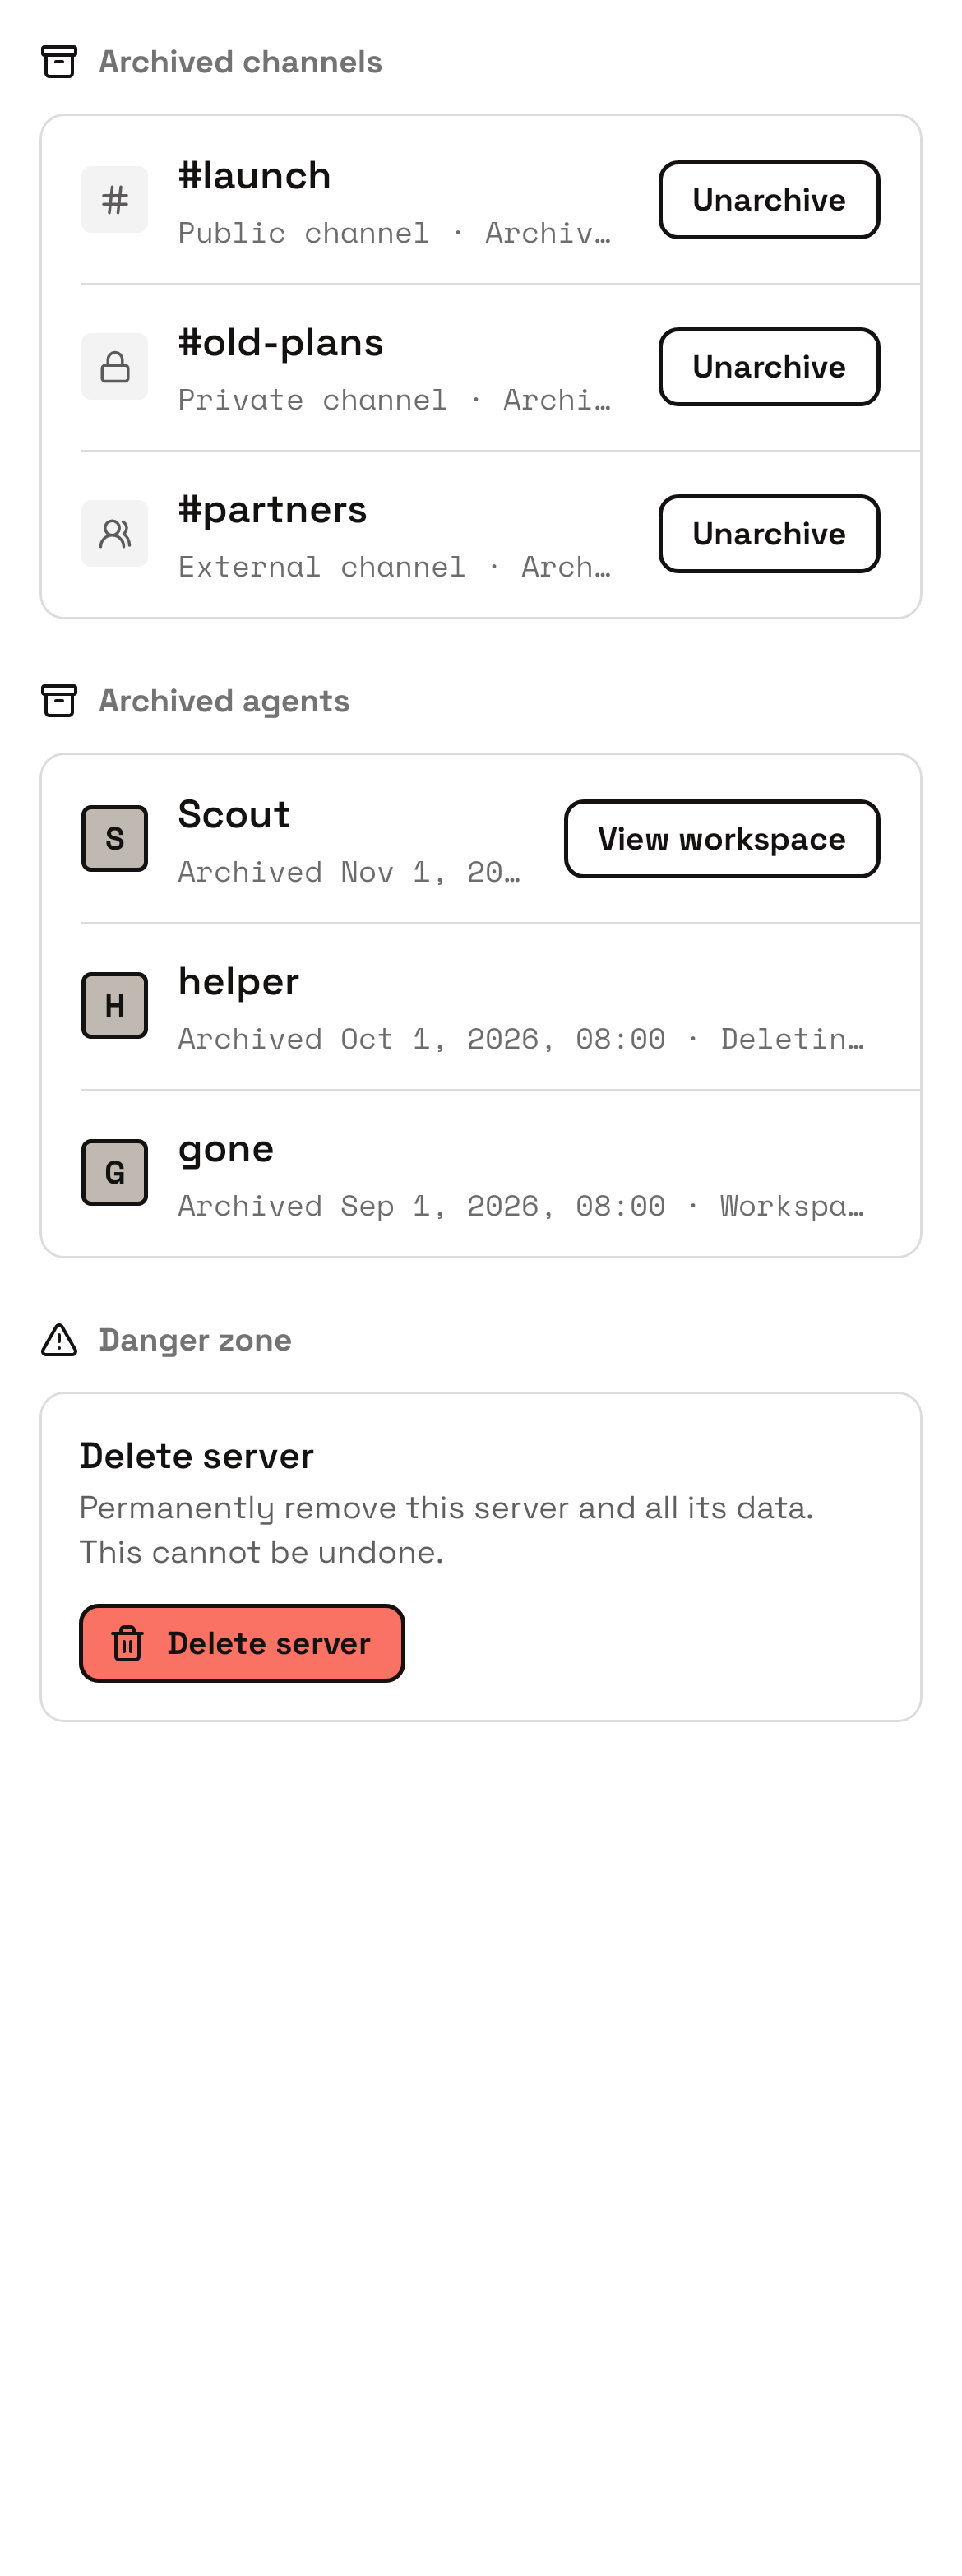 Archived channels
#launch
Public channel · Archiv…
Unarchive
#old-plans
Private channel · Archi…
Unarchive
#partners
External channel · Arch…
Unarchive
Archived agents
S
Scout
Archived Nov 1, 20…
View workspace
H
helper
Archived Oct 1, 2026, 08:00 · Deletin…
G
gone
Archived Sep 1, 2026, 08:00 · Workspa…
Danger zone
Delete server
Permanently remove this server and all its data.
This cannot be undone.
Delete server